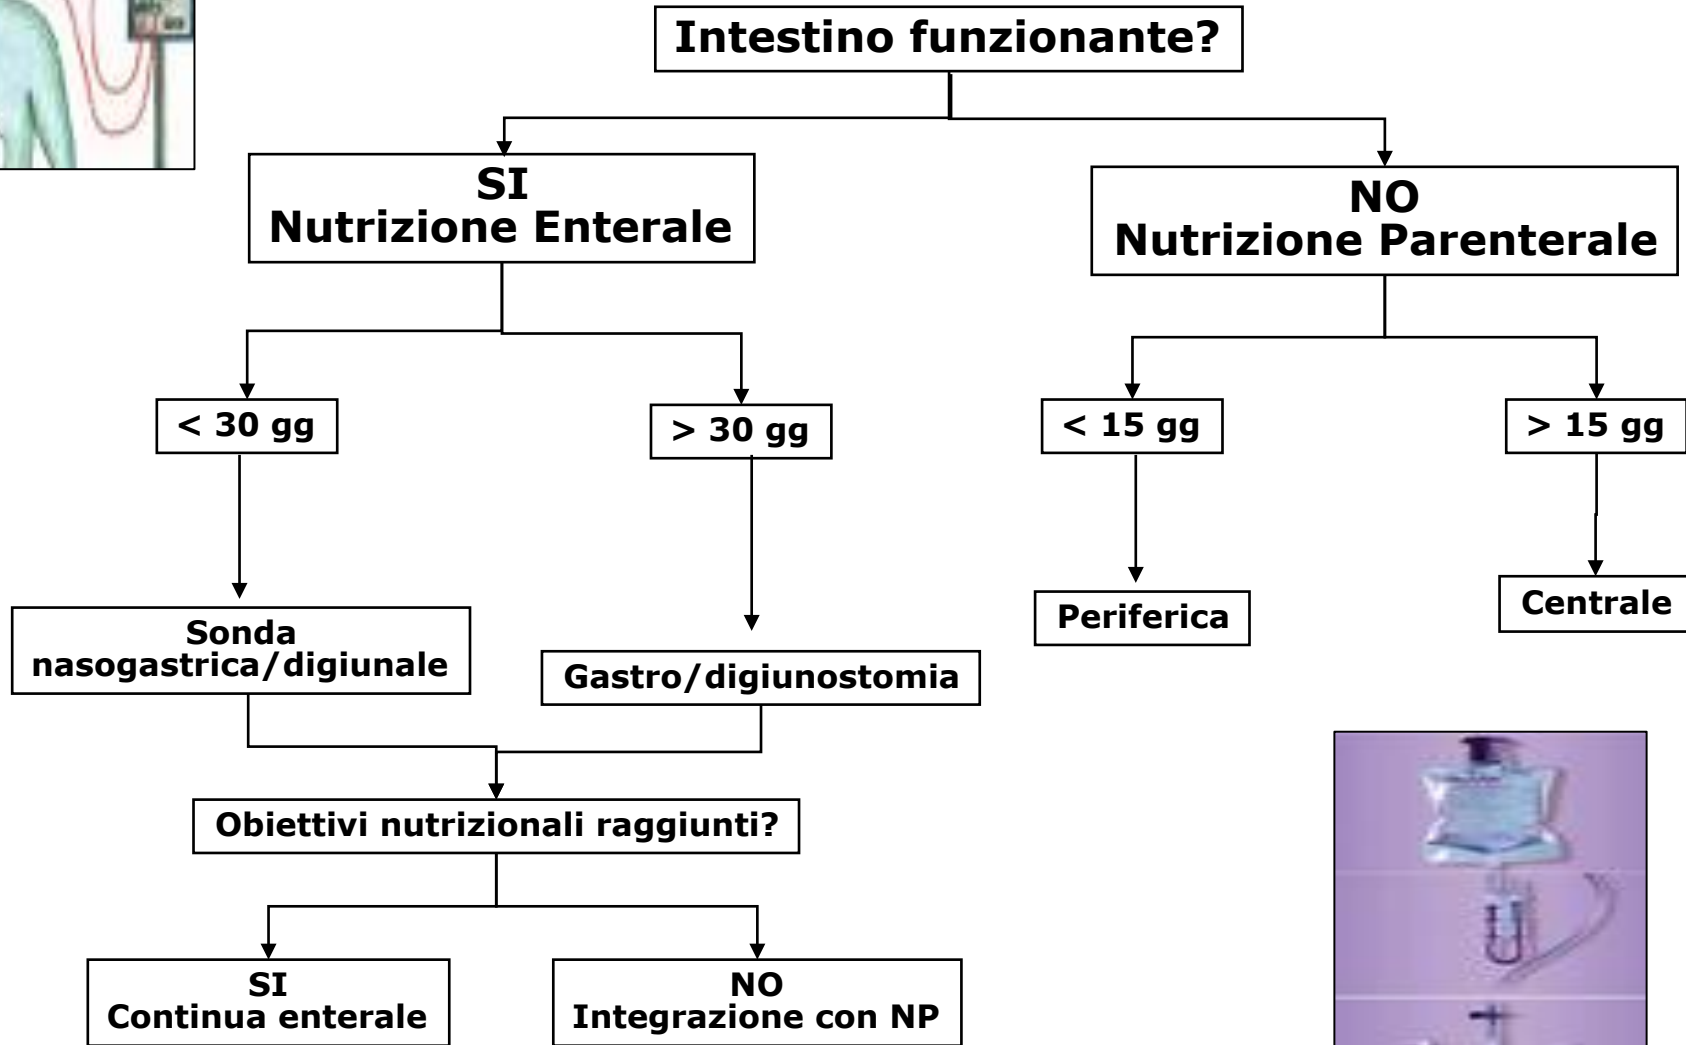 Intestino funzionante?
SI
Nutrizione Enterale
NO
Nutrizione Parenterale
< 30 gg
> 30 gg
< 15 gg
> 15 gg
Sonda
nasogastrica/digiunale
Gastro/digiunostomia
Periferica
Centrale
Obiettivi nutrizionali raggiunti?
SI
Continua enterale
NO
Integrazione con NP